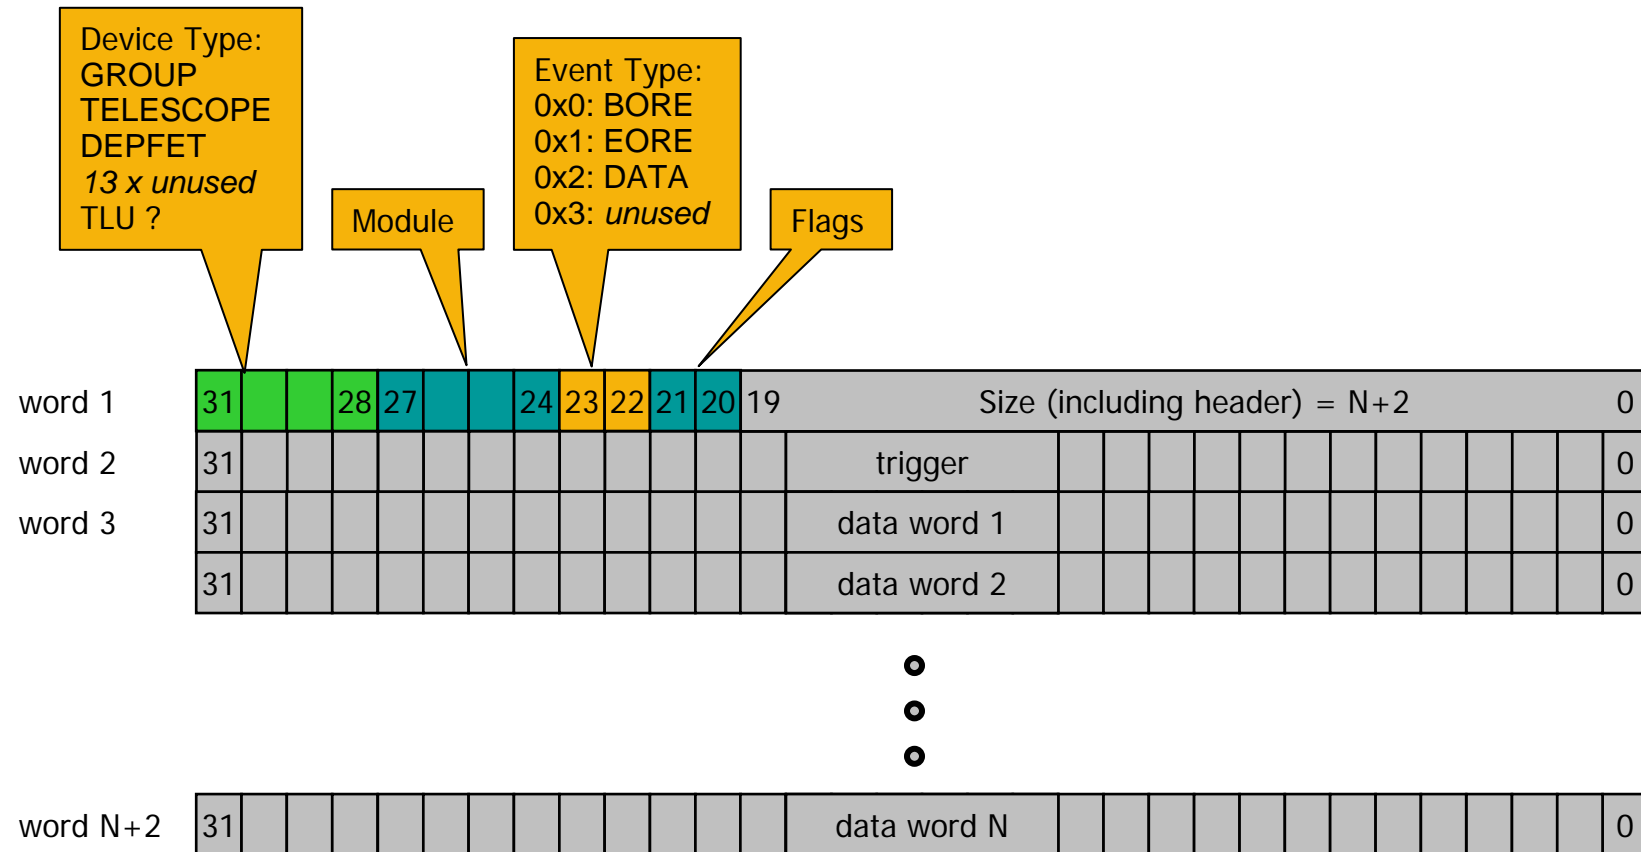 Device Type:
GROUP
TELESCOPE
DEPFET
13 x unused
TLU ?
Module
Event Type:
0x0: BORE
0x1: EORE
0x2: DATA
0x3: unused
Flags
word 1 31 28 27 24 23 22 21 20 19 Size (including header) = N+2 0
word 2 31 trigger 0
word 3 31 data word 1 0
31 data word 2 0
word N+2 31 data word N 0